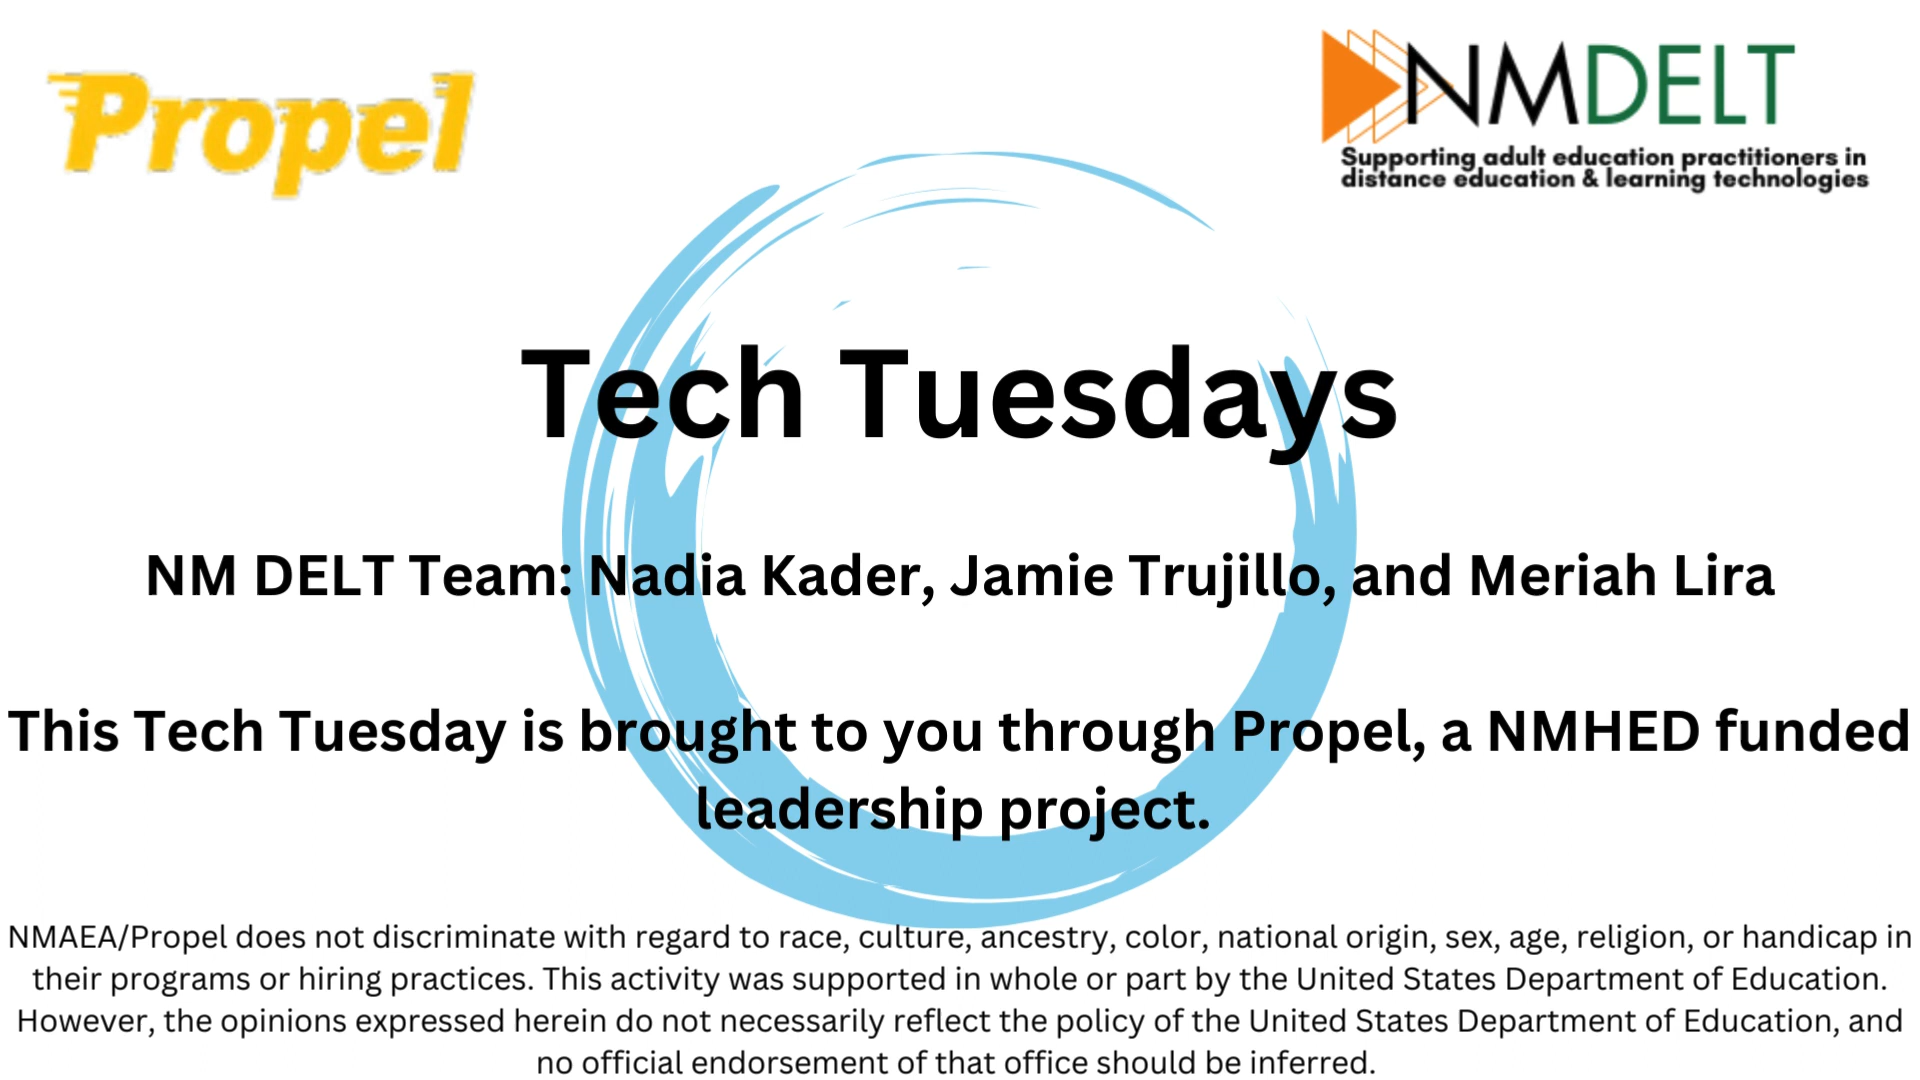 Propel
NMDELT
Supporting adult education practitioners in
distance education & learning technologies
Tech Tuesdays
NM DELT Team: Nadia Kader, Jamie Trujillo, and Meriah Lira
This Tech Tuesday is brought to you through Propel, a NMHED funded
leadership project.
NMAEA/Propel does not discriminate with regard to race, culture, ancestry, color, national origin, sex, age, religion, or handicap in
their programs or hiring practices. This activity was supported in whole or part by the United States Department of Education.
However, the opinions expressed herein do not necessarily reflect the policy of the United States Department of Education, and
no official endorsement of that office should be inferred.